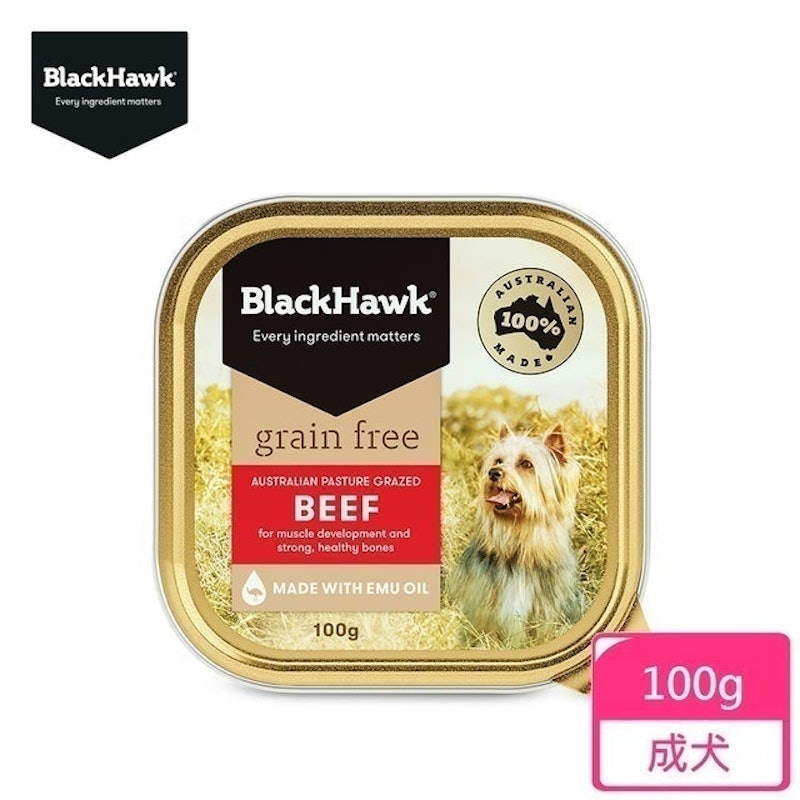 BlackHawk®
Every ingredient matters
BlackHawk®
Every ingredient matters
AUSTRALIAN
100%
MADE
grain free
AUSTRALIAN PASTURE GRAZED
BEEF
for muscle development and
strong, healthy bones
MADE WITH EMU OIL
100g
100g
成犬